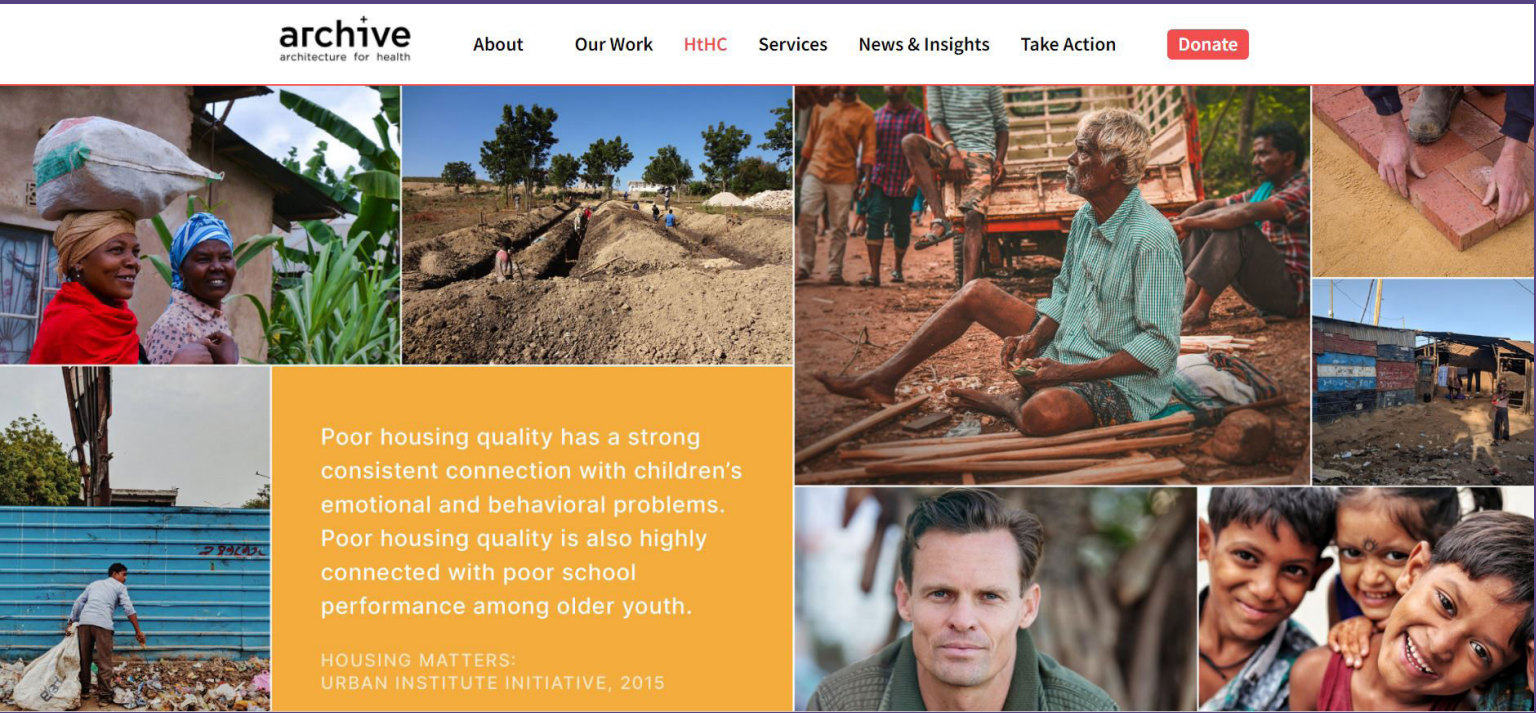 archive
architecture for health
About
Our Work
HtHC
Services
News & Insights
Take Action
Donate
Poor housing quality has a strong
consistent connection with children's
emotional and behavioral problems.
Poor housing quality is also highly
connected with poor school
performance among older youth.
HOUSING MATTERS:
URBAN INSTITUTE INITIATIVE, 2015